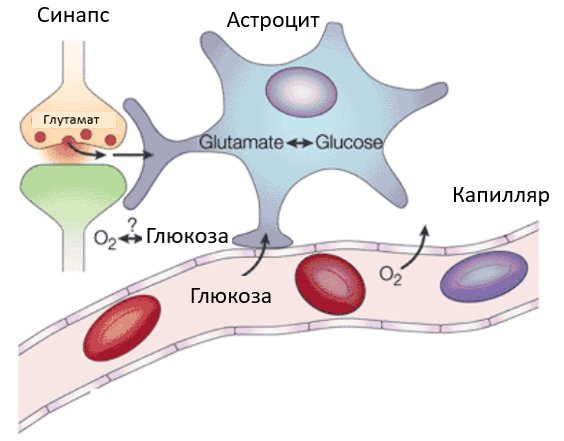 Синапс
Астроцит
Глутамат
Glutamate ↔ Glucose
Капилляр
?
O₂ ↔ Глюкоза
Глюкоза
O₂